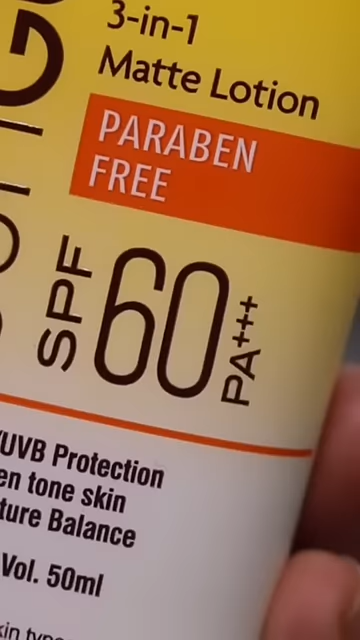 3-in-1
Matte Lotion
PARABEN
FREE
SPF 60 PA+++
/UVB Protection
en tone skin
ture Balance
Vol. 50ml